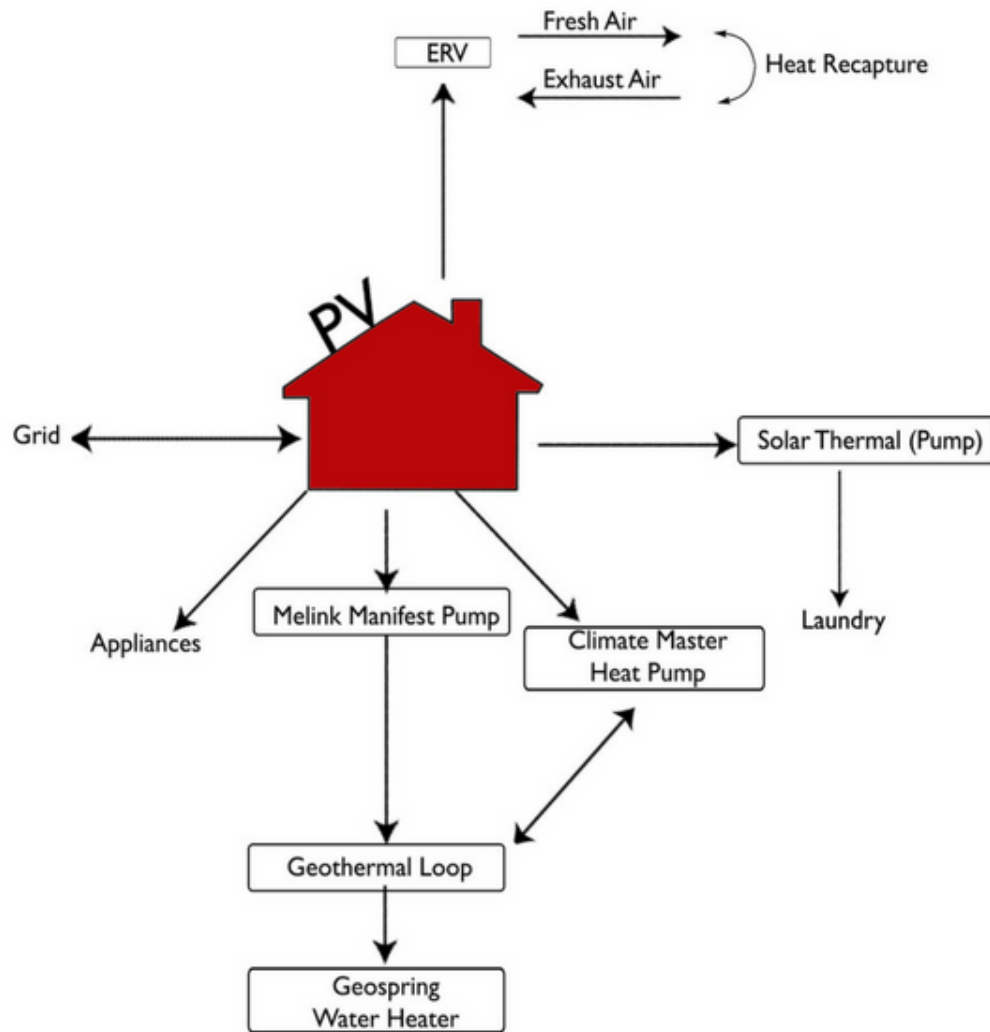 Fresh Air
ERV
Heat Recapture
Exhaust Air
PV
Grid
Solar Thermal (Pump)
Melink Manifest Pump
Laundry
Appliances
Climate Master
Heat Pump
Geothermal Loop
Geospring
Water Heater